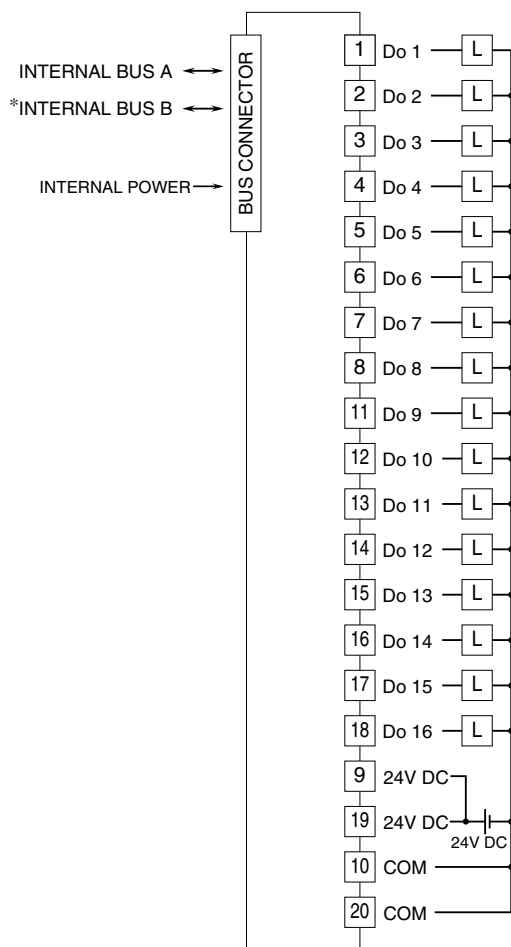 INTERNAL BUS A
*INTERNAL BUS B
INTERNAL POWER
BUS CONNECTOR
1 Do 1 L
2 Do 2 L
3 Do 3 L
4 Do 4 L
5 Do 5 L
6 Do 6 L
7 Do 7 L
8 Do 8 L
11 Do 9 L
12 Do 10 L
13 Do 11 L
14 Do 12 L
15 Do 13 L
16 Do 14 L
17 Do 15 L
18 Do 16 L
9 24V DC
19 24V DC
24V DC
10 COM
20 COM